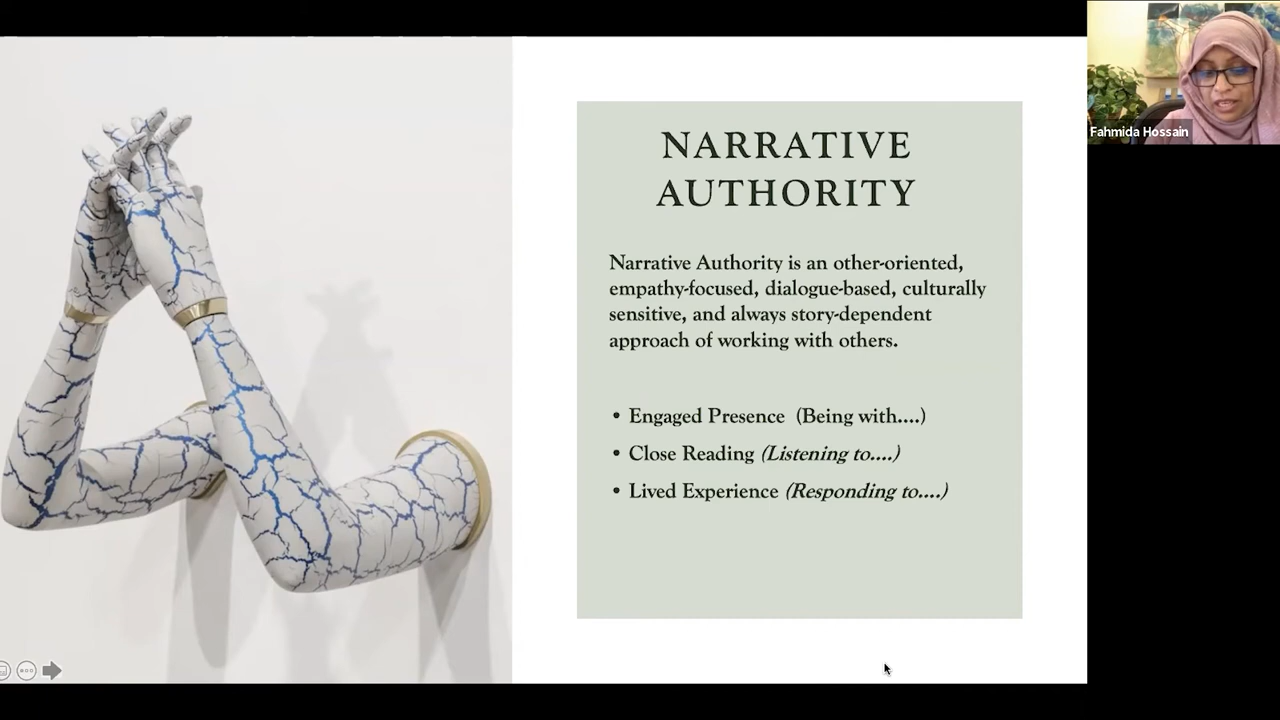 NARRATIVE
AUTHORITY
Narrative Authority is an other-oriented,
empathy-focused, dialogue-based, culturally
sensitive, and always story-dependent
approach of working with others.
• Engaged Presence (Being with....)
• Close Reading (Listening to....)
• Lived Experience (Responding to....)
Fahmida Hossain